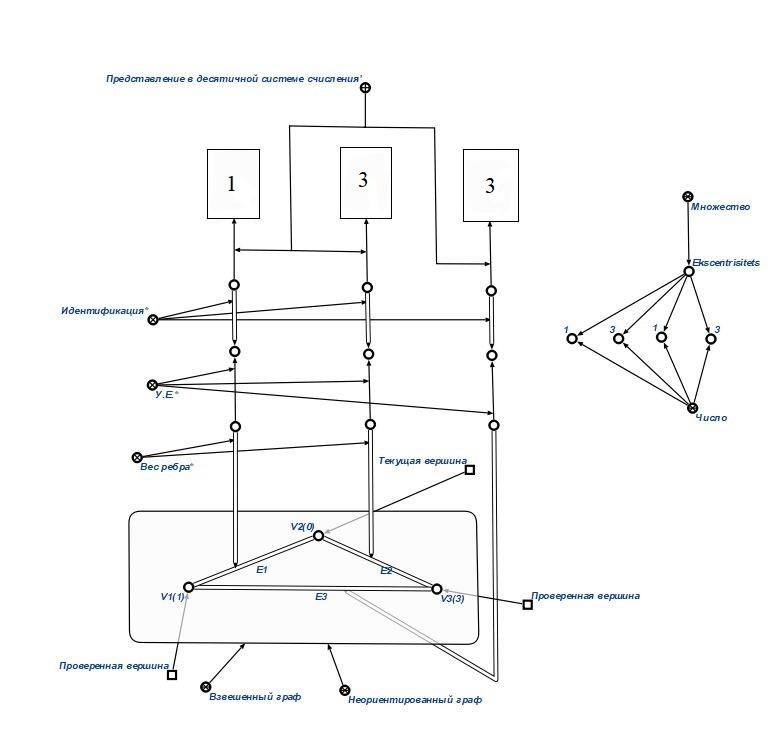 Представление в десятичной системе счисления'
1
3
3
Множество
Ekscentrisitets
Идентификация*
1
3
1
3
У.Е.*
Число
Вес ребра*
Текущая вершина
V2(0)
E1
E2
V1(1)
E3
V3(3)
Проверенная вершина
Проверенная вершина
Взвешенный граф
Неориентированный граф